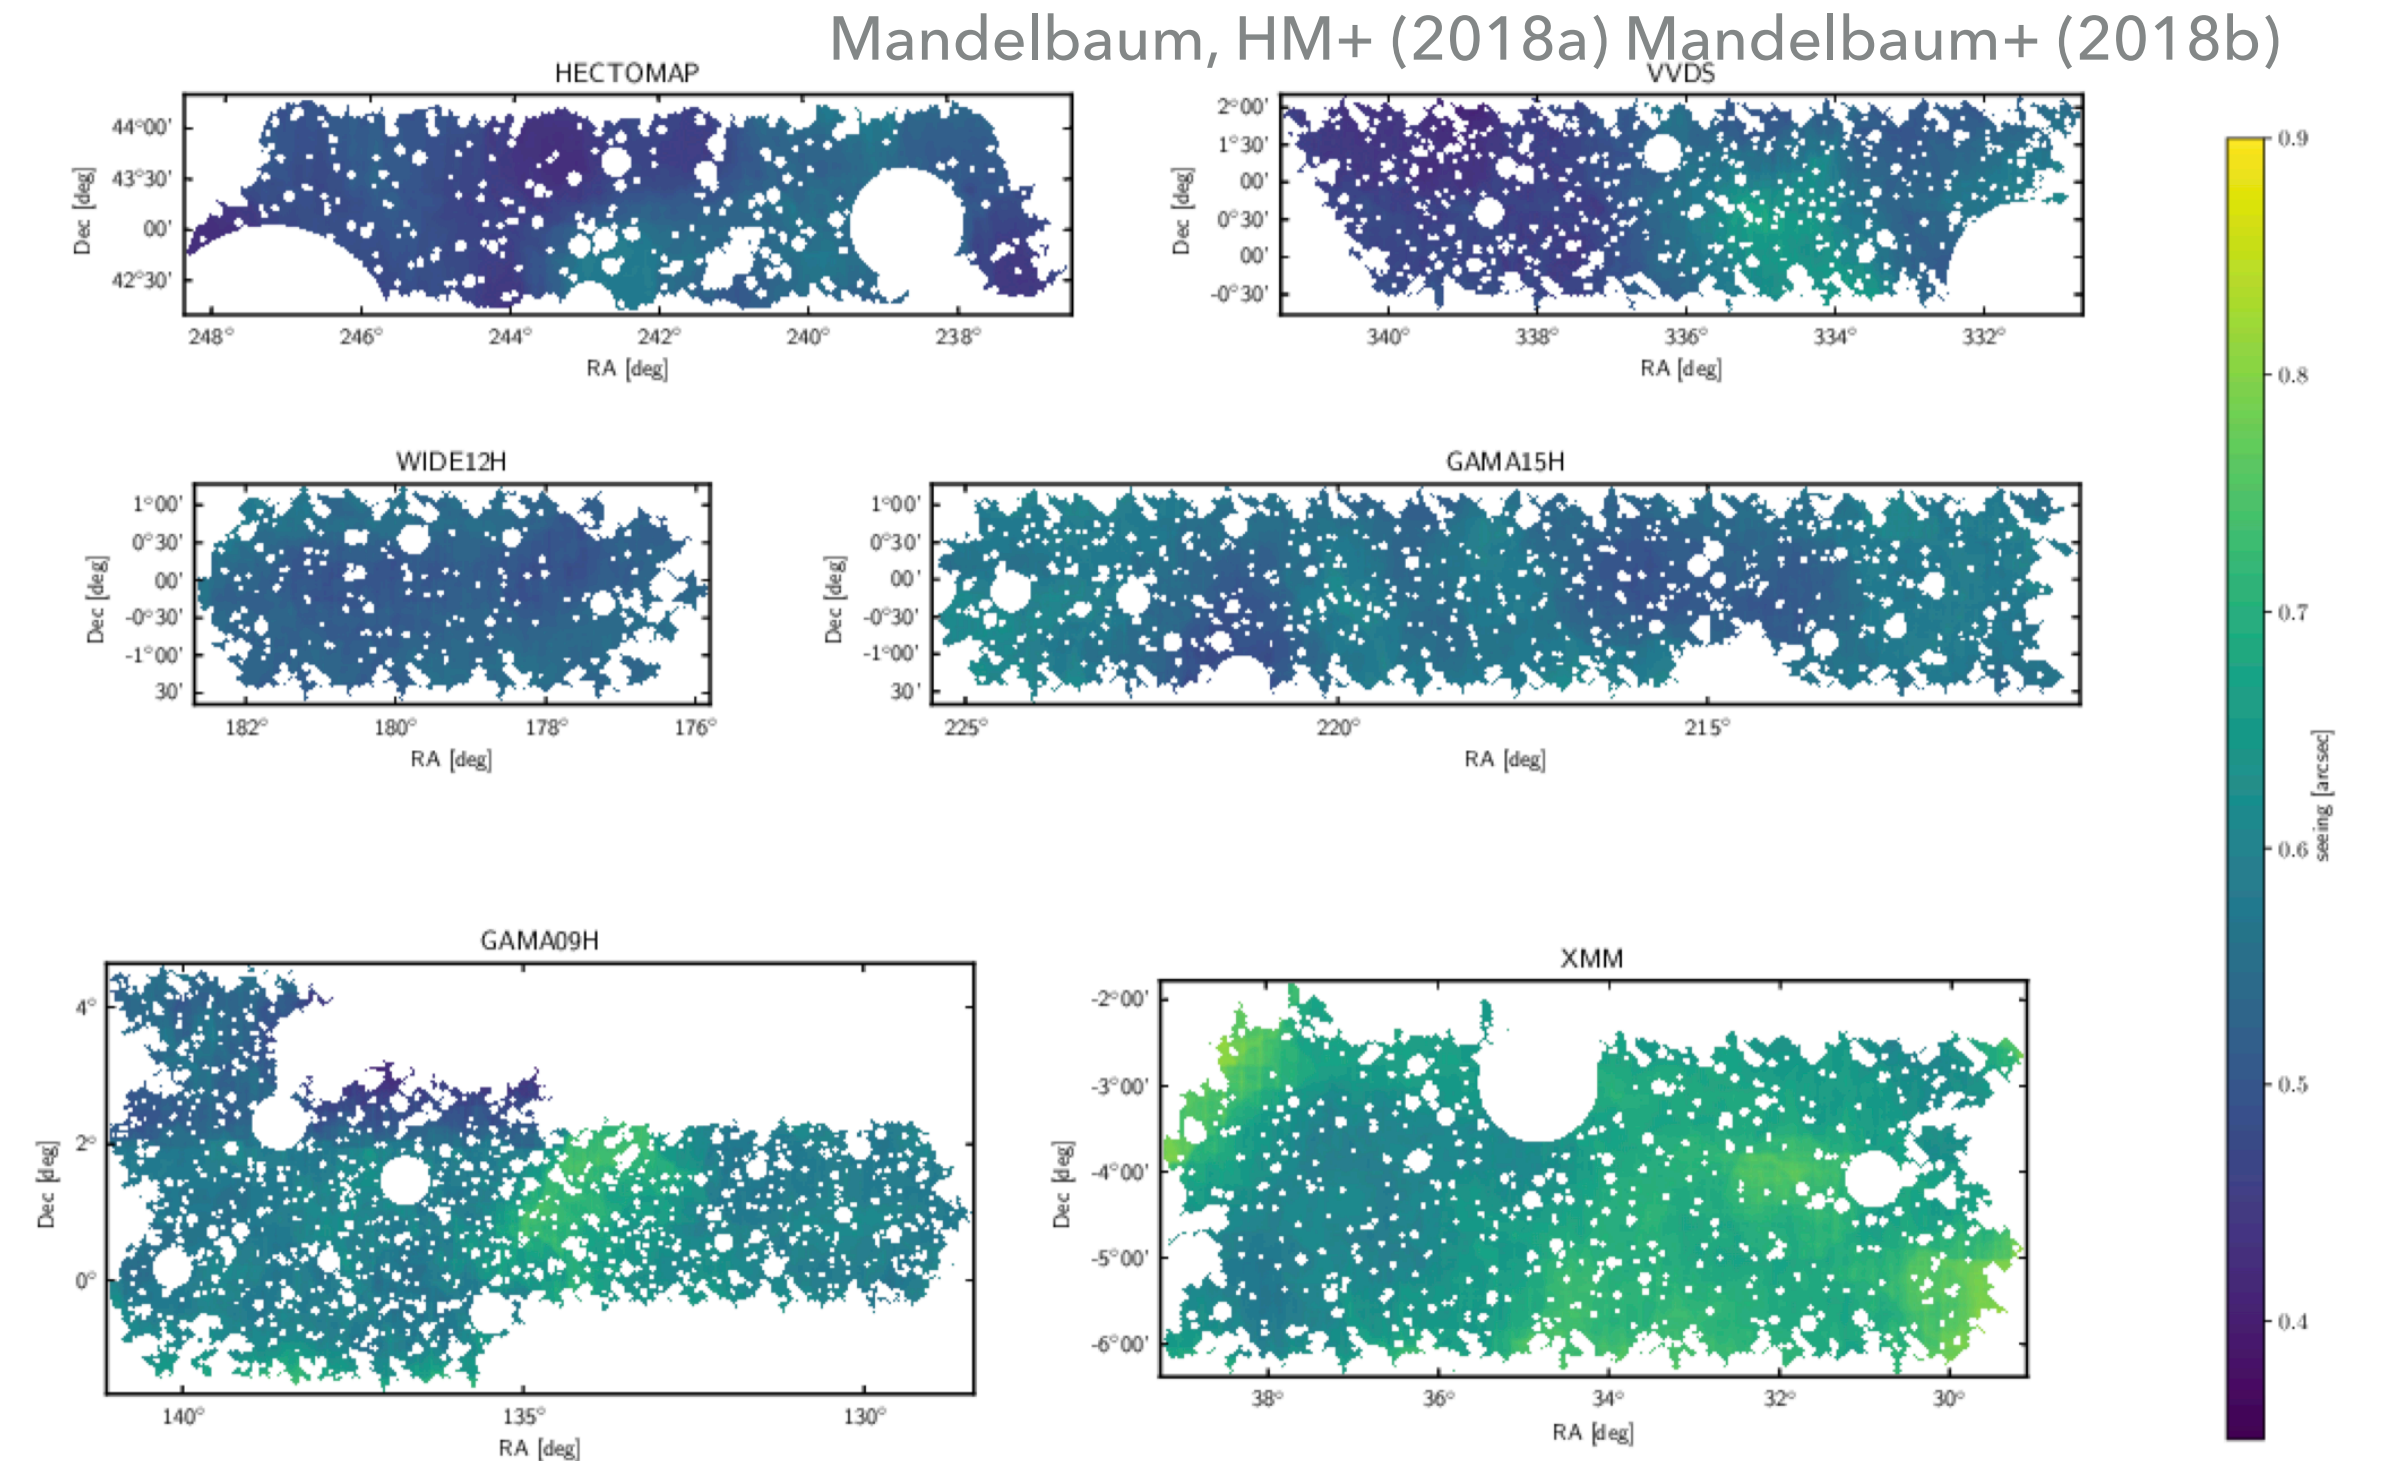 Mandelbaum, HM+ (2018a) Mandelbaum+ (2018b)
HECTOMAP
44°00'
43°30'
00'
42°30'
Dec [deg]
248° 246° 244° 242° 240° 238°
RA [deg]
VVDS
2°00'
1°30'
00'
0°30'
00'
-0°30'
Dec [deg]
340° 338° 336° 334° 332°
RA [deg]
WIDE12H
1°00'
0°30'
00'
-0°30'
-1°00'
30'
Dec [deg]
182° 180° 178° 176°
RA [deg]
GAMA15H
1°00'
0°30'
00'
-0°30'
-1°00'
30'
Dec [deg]
225° 220° 215°
RA [deg]
GAMA09H
4°
2°
0°
Dec [deg]
140° 135° 130°
RA [deg]
XMM
-2°00'
-3°00'
-4°00'
-5°00'
-6°00'
Dec [deg]
38° 36° 34° 32° 30°
RA [deg]
0.9
0.8
0.7
0.6
0.5
0.4
seeing [arcsec]